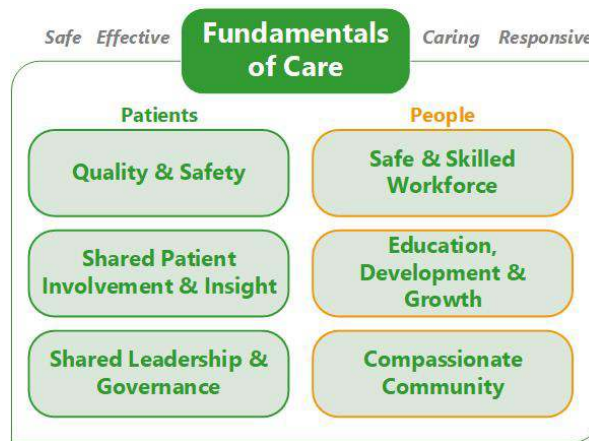 Safe Effective Fundamentals of Care Caring Responsive
Patients
People
Quality & Safety
Safe & Skilled
Workforce
Shared Patient
Involvement & Insight
Education,
Development &
Growth
Shared Leadership &
Governance
Compassionate
Community